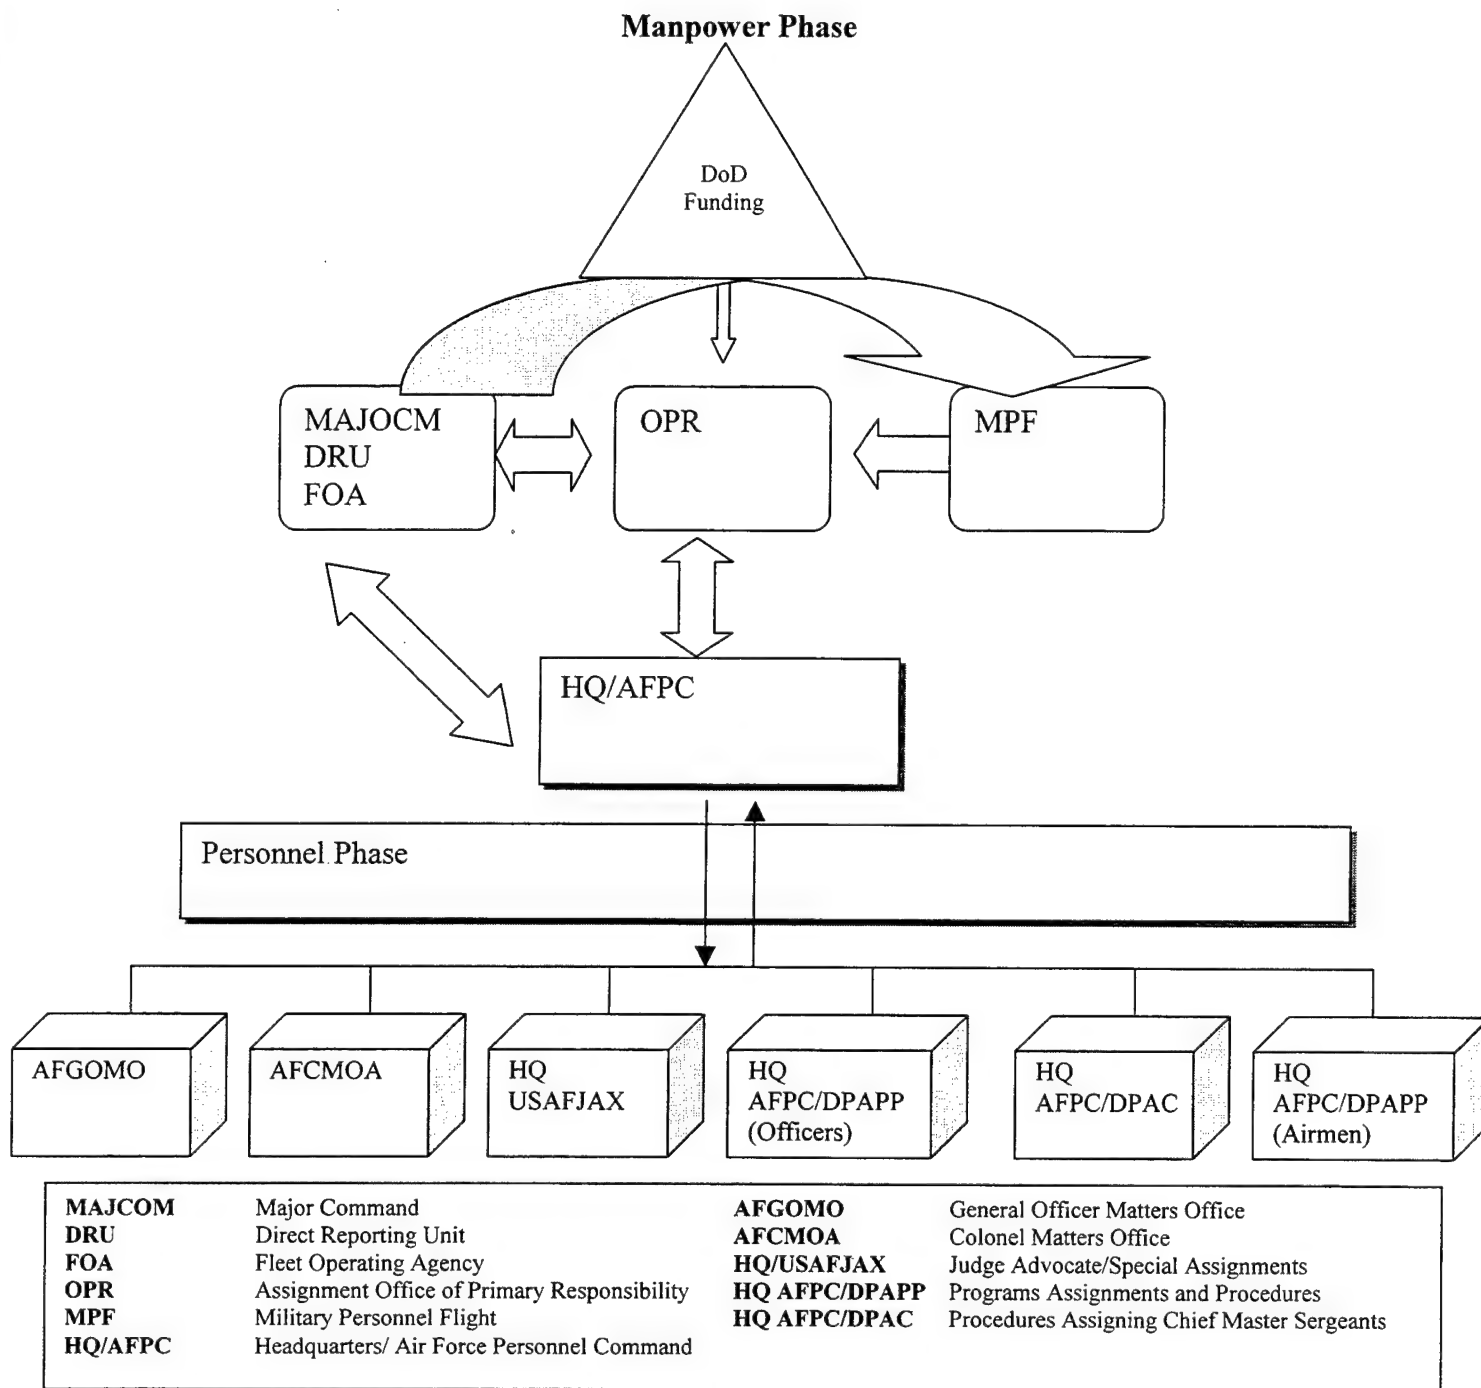 Manpower Phase
DoD
Funding
MAJOCM
DRU
FOA
OPR
MPF
HQ/AFPC
Personnel Phase
AFGOMO
AFCMOA
HQ
USAFJAX
HQ
AFPC/DPAPP
(Officers)
HQ
AFPC/DPAC
HQ
AFPC/DPAPP
(Airmen)
MAJCOM Major Command
DRU Direct Reporting Unit
FOA Fleet Operating Agency
OPR Assignment Office of Primary Responsibility
MPF Military Personnel Flight
HQ/AFPC Headquarters/ Air Force Personnel Command
AFGOMO General Officer Matters Office
AFCMOA Colonel Matters Office
HQ/USAFJAX Judge Advocate/Special Assignments
HQ AFPC/DPAPP Programs Assignments and Procedures
HQ AFPC/DPAC Procedures Assigning Chief Master Sergeants